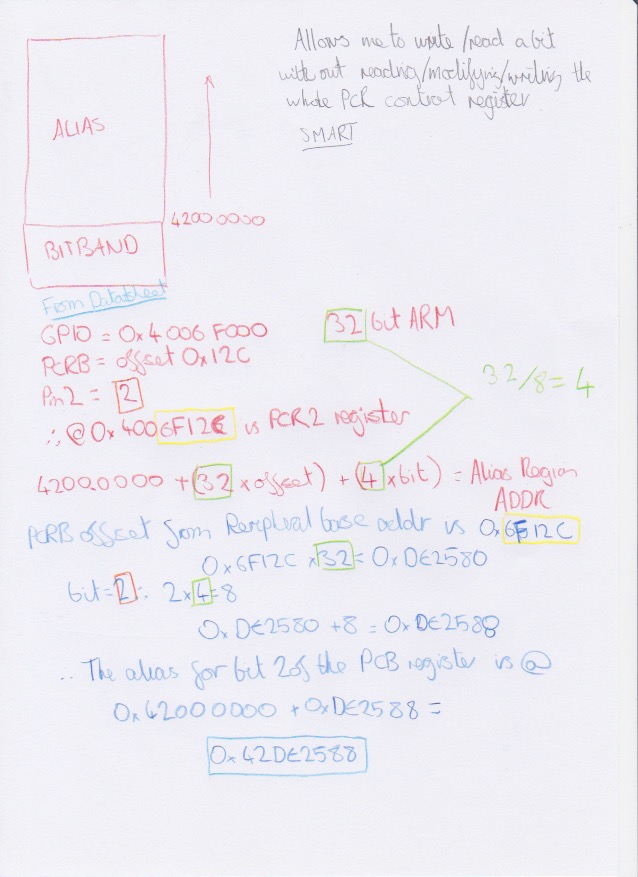 Allows me to write/read a bit
without reading/modifying/writing the
whole PCR control register
SMART
ALIAS
42000000
BITBAND
From Datasheet
GPIO = 0x4006F000
PCRB = offset 0x12C
Pin2 = 2
∴ @ 0x4006F12C is PCR2 register
32 bit ARM
32/8 = 4
42000000 + (32 x offset) + (4 x bit) = Alias Region
ADDR
PCRB offset from Peripheral base addr is 0x6F12C
0x6F12C x 32 = 0xDE2580
bit = 2 ∴ 2x4=8
0xDE2580 + 8 = 0xDE2588
∴ The alias for bit 2 of the PCB register is @
0x42000000 + 0xDE2588 =
0x42DE2588